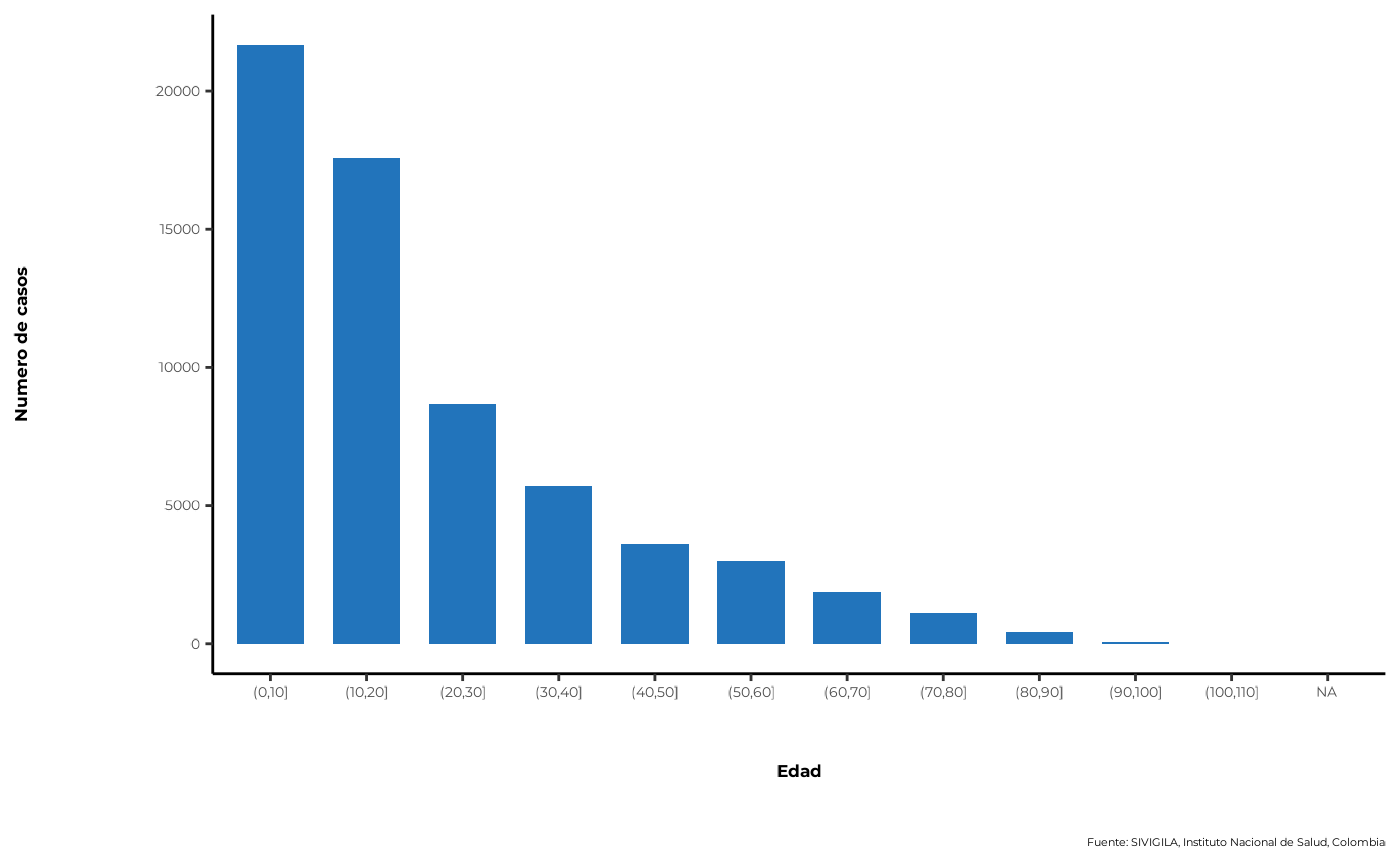 Numero de casos
20000
15000
10000
5000
0
(0,10] (10,20] (20,30] (30,40] (40,50] (50,60] (60,70] (70,80] (80,90] (90,100] (100,110] NA
Edad
Fuente: SIVIGILA, Instituto Nacional de Salud, Colombia